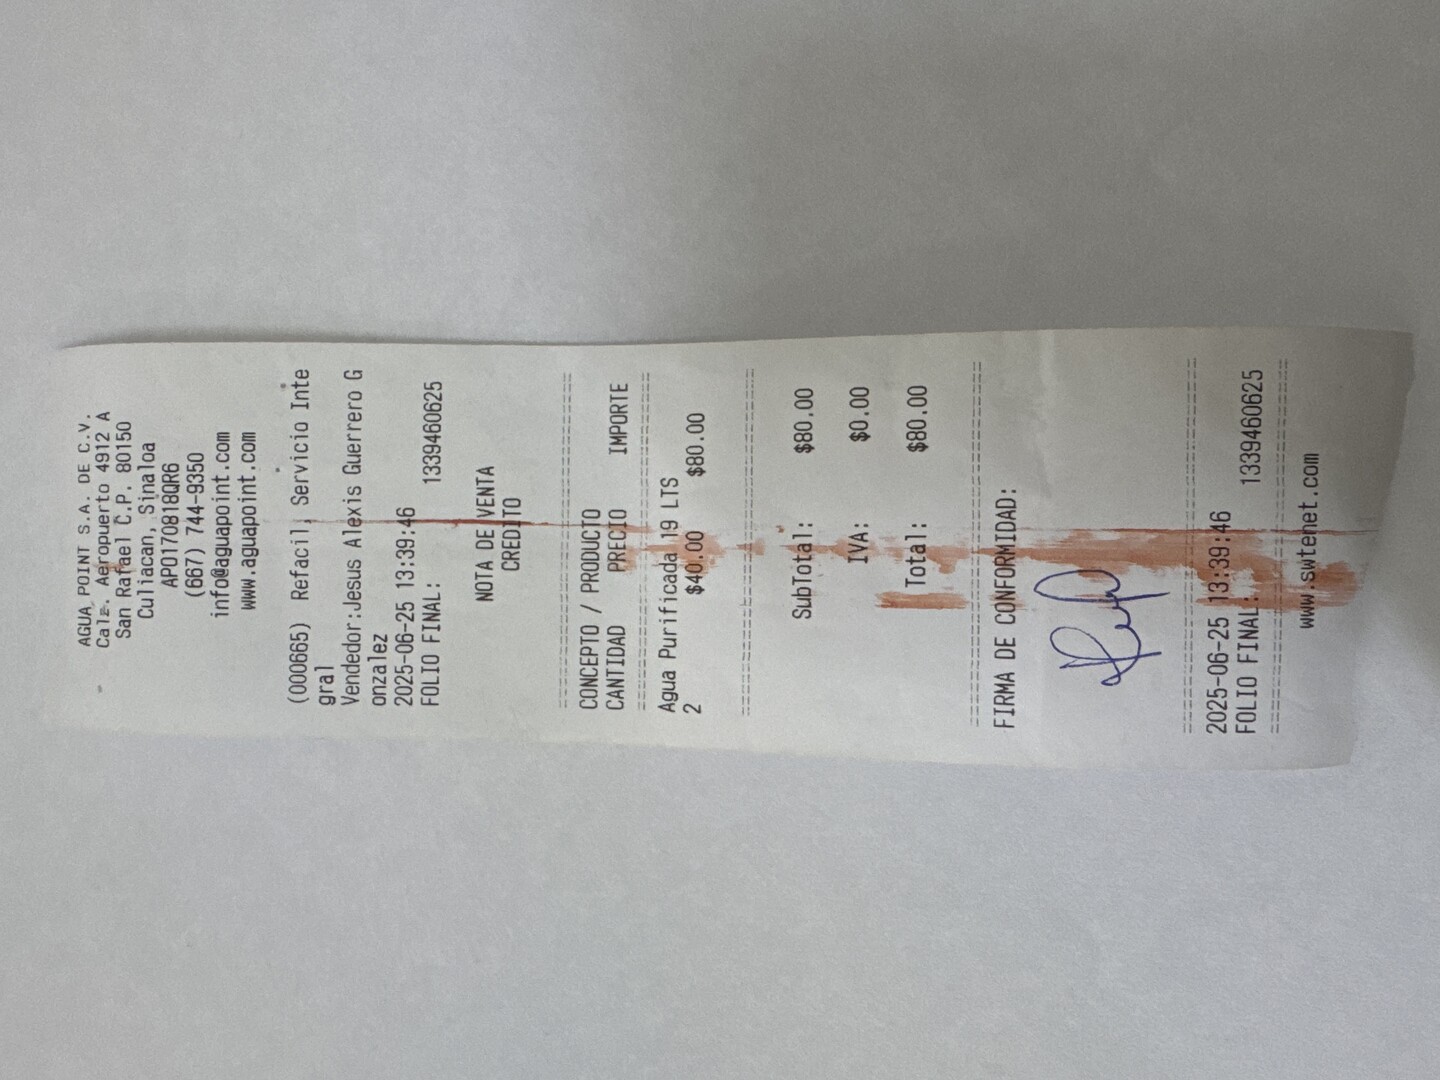 AGUA POINT S.A. DE C.V.
Calz. Aeropuerto 4912 A
San Rafael C.P. 80150
Culiacan, Sinaloa
APO170818QR6
(667) 744-9350
info@aguapoint.com
www.aguapoint.com
(000665) Refacil, Servicio Inte
gral
Vendedor:Jesus Alexis Guerrero G
onzalez
2025-06-25 13:39:46
FOLIO FINAL: 1339460625
NOTA DE VENTA
CREDITO
CONCEPTO / PRODUCTO
CANTIDAD PRECIO IMPORTE
Agua Purificada 19 LTS
2 $40.00 $80.00
SubTotal: $80.00
IVA: $0.00
Total: $80.00
FIRMA DE CONFORMIDAD:
2025-06-25 13:39:46
FOLIO FINAL: 1339460625
www.swtenet.com